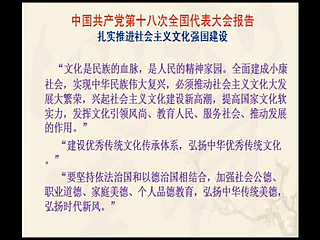 中国共产党第十八次全国代表大会报告
扎实推进社会主义文化强国建设
“文化是民族的血脉，是人民的精神家园。全面建成小康
社会，实现中华民族伟大复兴，必须推动社会主义文化大发
展大繁荣，兴起社会主义文化建设新高潮，提高国家文化软
实力，发挥文化引领风尚、教育人民、服务社会、推动发展
的作用。”
“建设优秀传统文化传承体系，弘扬中华优秀传统文化
。”
“要坚持依法治国和以德治国相结合，加强社会公德、
职业道德、家庭美德、个人品德教育，弘扬中华传统美德，
弘扬时代新风。”